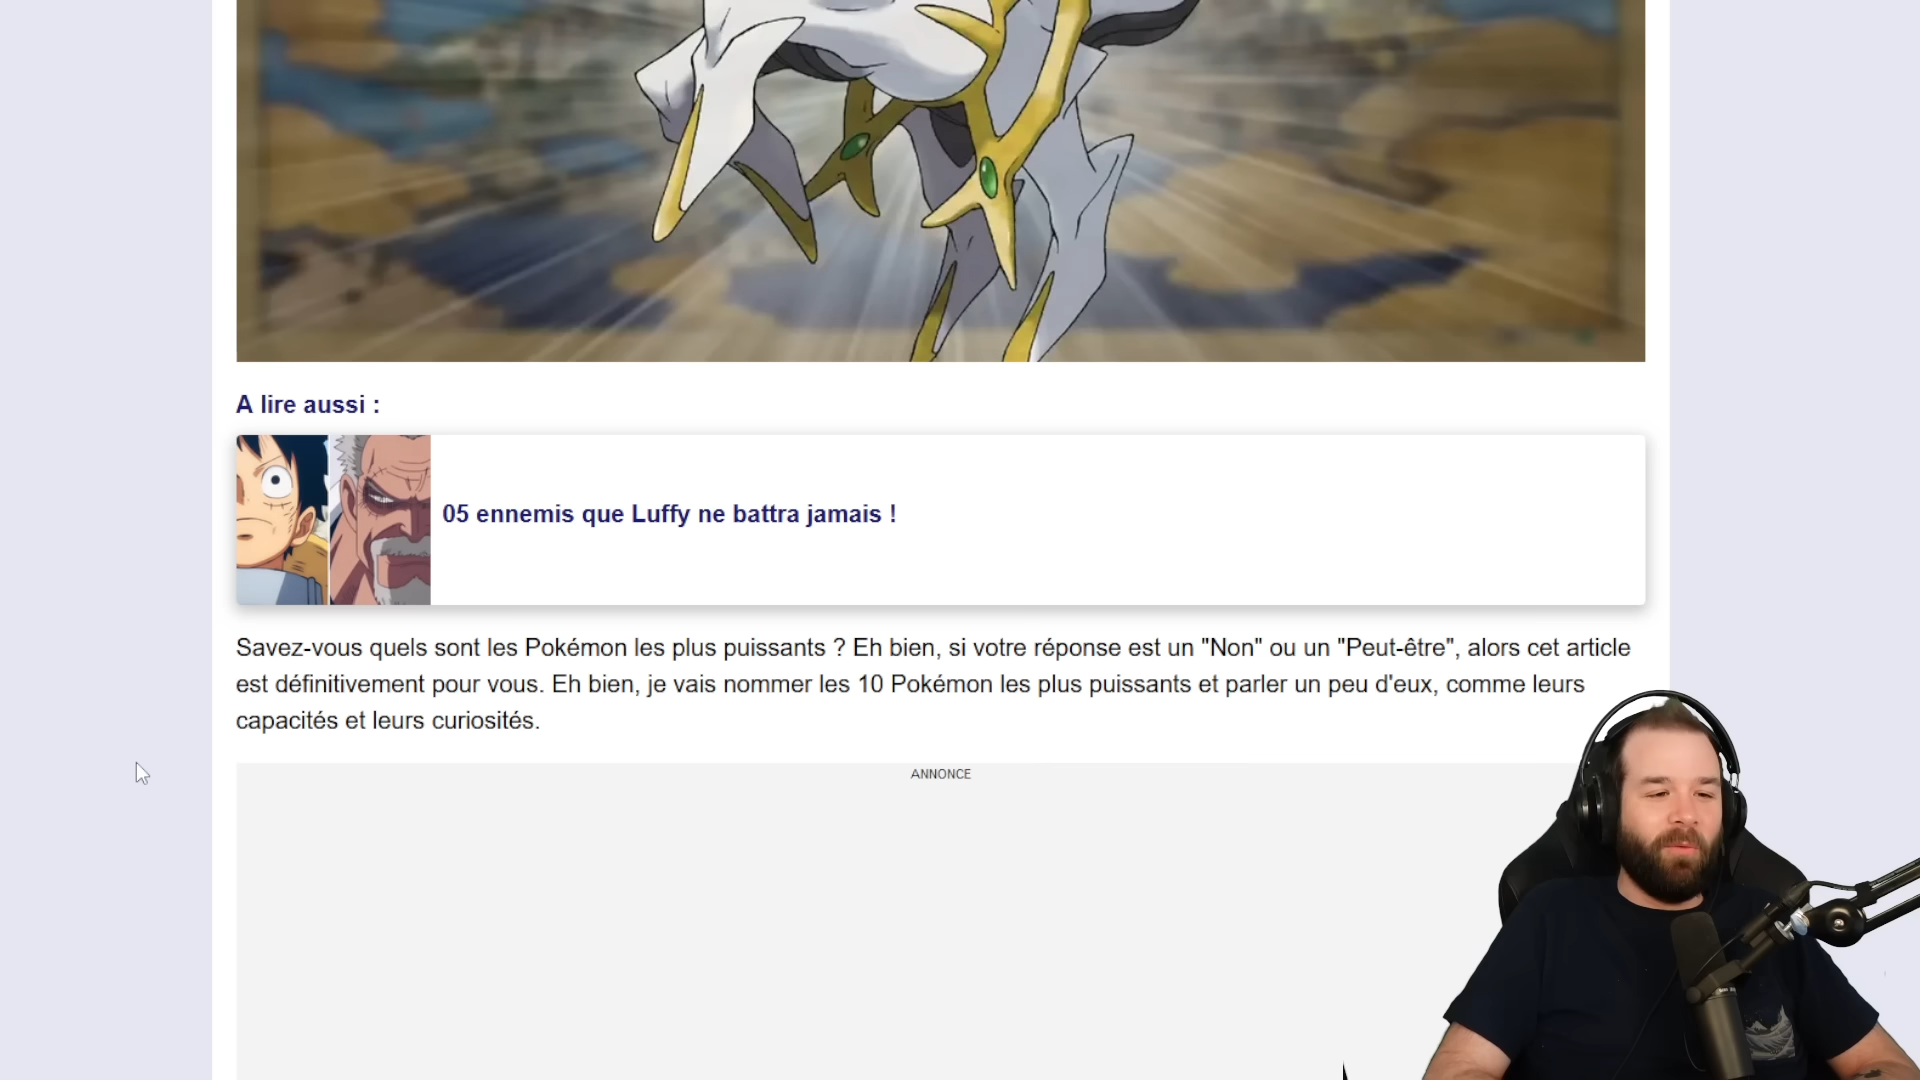 A lire aussi :
05 ennemis que Luffy ne battra jamais !
Savez-vous quels sont les Pokémon les plus puissants ? Eh bien, si votre réponse est un "Non" ou un "Peut-être", alors cet article
est définitivement pour vous. Eh bien, je vais nommer les 10 Pokémon les plus puissants et parler un peu d'eux, comme leurs
capacités et leurs curiosités.
ANNONCE